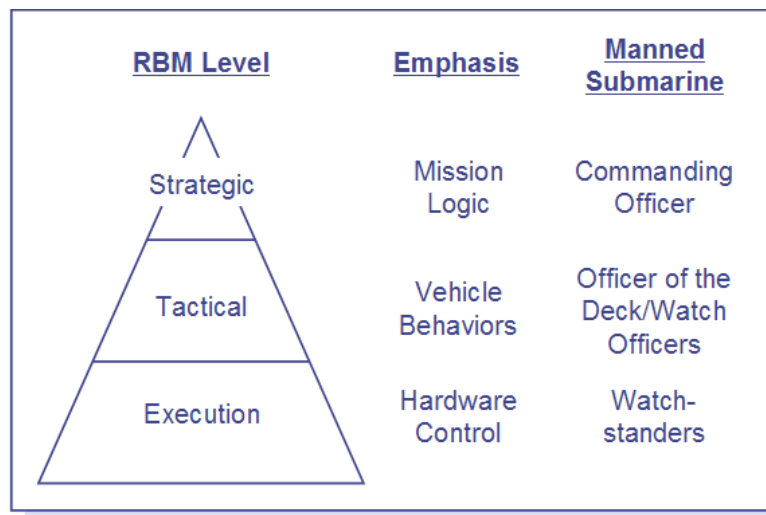 RBM Level
Emphasis
Manned
Submarine
Strategic
Mission
Logic
Commanding
Officer
Tactical
Vehicle
Behaviors
Officer of the
Deck/Watch
Officers
Execution
Hardware
Control
Watch-
standers